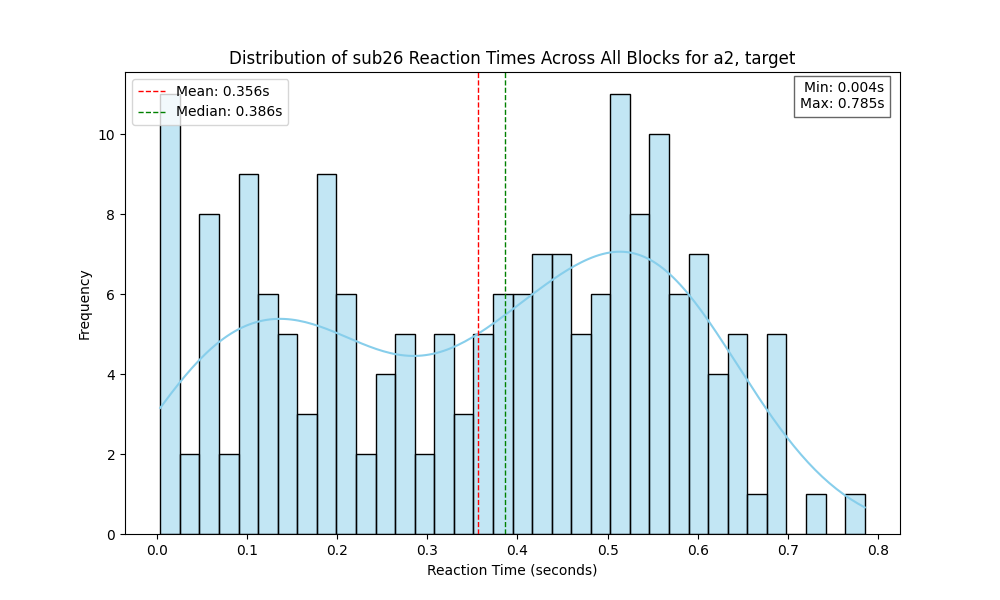 Distribution of sub26 Reaction Times Across All Blocks for a2, target
Mean: 0.356s
Median: 0.386s
Min: 0.004s
Max: 0.785s
Frequency
10
8
6
4
2
0
0.0 0.1 0.2 0.3 0.4 0.5 0.6 0.7 0.8
Reaction Time (seconds)